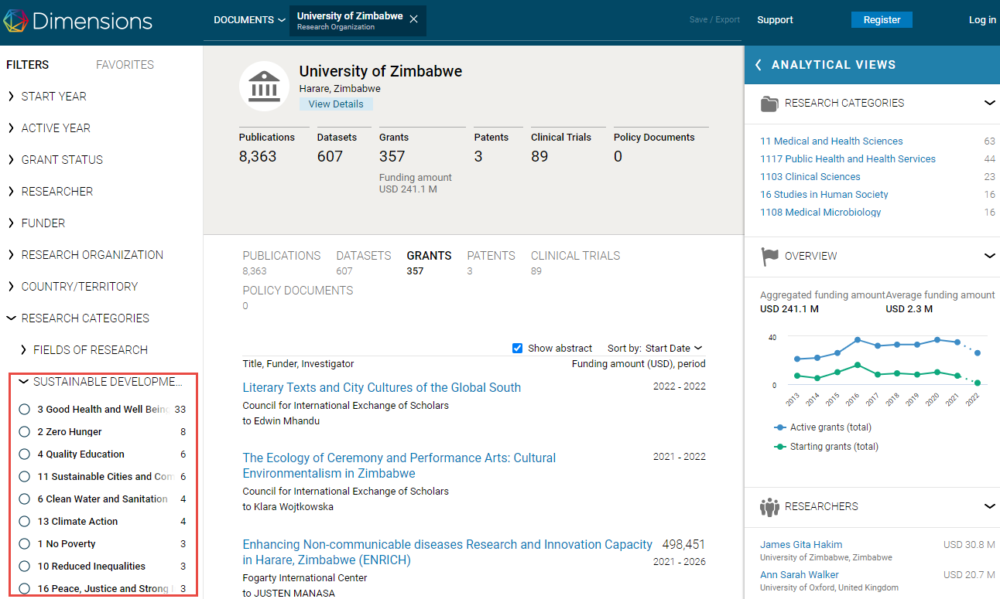 Dimensions
DOCUMENTS
University of Zimbabwe
Research Organization
Save / Export
Support
Register
Log in
FILTERS
FAVORITES
START YEAR
ACTIVE YEAR
GRANT STATUS
RESEARCHER
FUNDER
RESEARCH ORGANIZATION
COUNTRY/TERRITORY
RESEARCH CATEGORIES
FIELDS OF RESEARCH
SUSTAINABLE DEVELOPME...
3 Good Health and Well Being 33
2 Zero Hunger 8
4 Quality Education 6
11 Sustainable Cities and Com 6
6 Clean Water and Sanitation 4
13 Climate Action 4
1 No Poverty 3
10 Reduced Inequalities 3
16 Peace, Justice and Strong 3
University of Zimbabwe
Harare, Zimbabwe
View Details
Publications
8,363
Datasets
607
Grants
357
Funding amount
USD 241.1 M
Patents
3
Clinical Trials
89
Policy Documents
0
PUBLICATIONS
8,363
DATASETS
607
GRANTS
357
PATENTS
3
CLINICAL TRIALS
89
POLICY DOCUMENTS
0
Show abstract
Sort by: Start Date
Title, Funder, Investigator
Funding amount (USD), period
Literary Texts and City Cultures of the Global South
2022 - 2022
Council for International Exchange of Scholars
to Edwin Mhandu
The Ecology of Ceremony and Performance Arts: Cultural
Environmentalism in Zimbabwe
2021 - 2022
Council for International Exchange of Scholars
to Klara Wojtkowska
Enhancing Non-communicable diseases Research and Innovation Capacity
in Harare, Zimbabwe (ENRICH)
498,451
2021 - 2026
Fogarty International Center
to JUSTEN MANASA
ANALYTICAL VIEWS
RESEARCH CATEGORIES
11 Medical and Health Sciences 63
1117 Public Health and Health Services 44
1103 Clinical Sciences 23
16 Studies in Human Society 16
1108 Medical Microbiology 16
OVERVIEW
Aggregated funding amount
USD 241.1 M
Average funding amount
USD 2.3 M
40
0
2013 2014 2015 2016 2017 2018 2019 2020 2021 2022
Active grants (total)
Starting grants (total)
RESEARCHERS
James Gita Hakim USD 30.8 M
University of Zimbabwe, Zimbabwe
Ann Sarah Walker USD 20.7 M
University of Oxford, United Kingdom